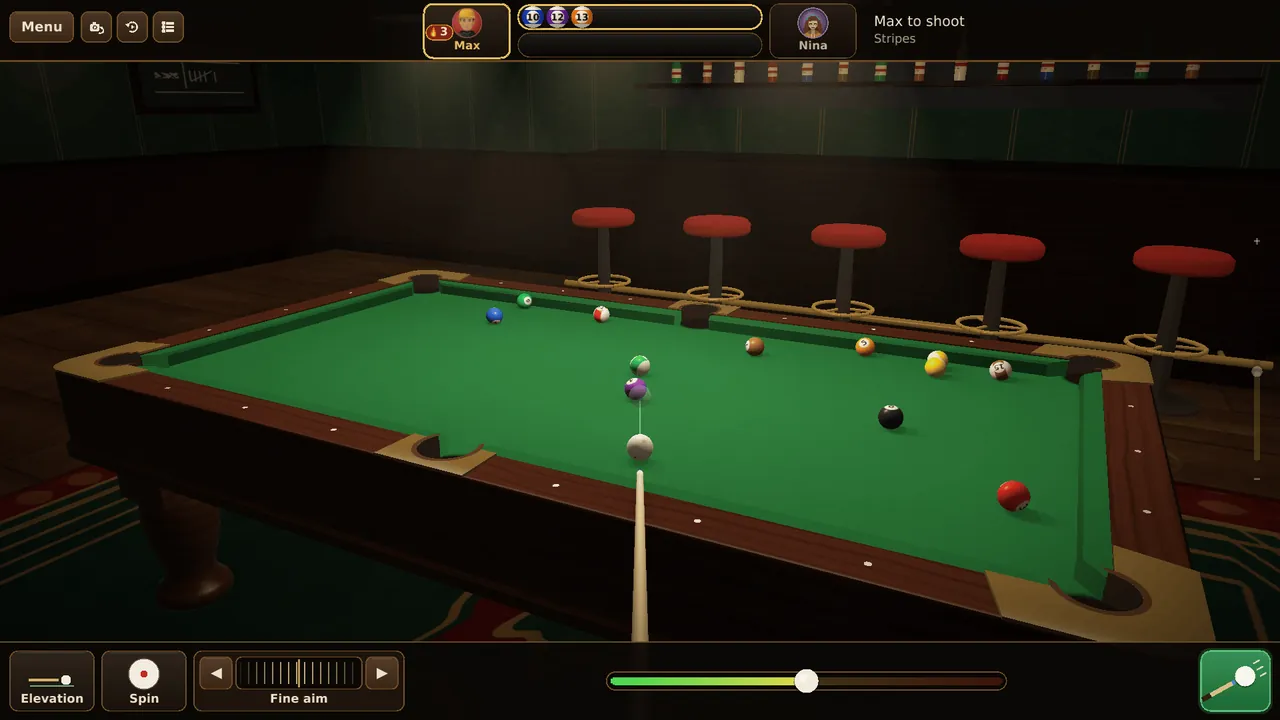 Menu
3
Max
10 12 13
Nina
Max to shoot
Stripes
+
-
Elevation
Spin
Fine aim